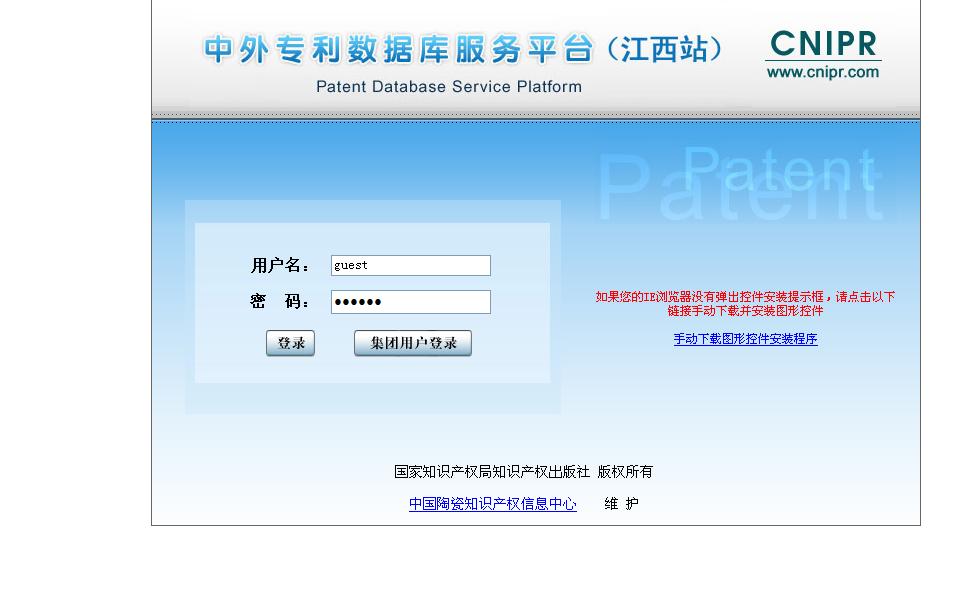 中外专利数据库服务平台（江西站）
CNIPR
www.cnipr.com
Patent Database Service Platform
Patent
Patent
用户名：
guest
密 码：
••••••
登录
集团用户登录
如果您的IE浏览器没有弹出控件安装提示框，请点击以下
链接手动下载并安装图形控件
手动下载图形控件安装程序
国家知识产权局知识产权出版社 版权所有
中国陶瓷知识产权信息中心 维 护